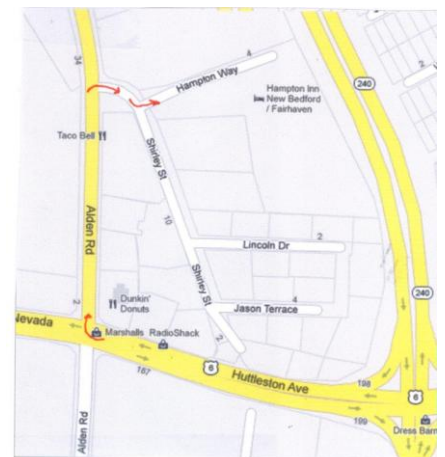 34
4
Hampton Way
240
2
Hampton Inn
New Bedford
/ Fairhaven
Taco Bell
Shirley St
10
Alden Rd
Lincoln Dr
2
240
Shirley St
4
Jason Terrace
2
Dunkin'
Donuts
2
Nevada
Marshalls RadioShack
6
Huttleston Ave
167
198
6
199
Dress Barn
Alden Rd